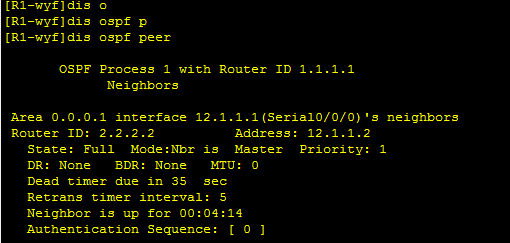 [R1-wyf]dis o
[R1-wyf]dis ospf p
[R1-wyf]dis ospf peer
OSPF Process 1 with Router ID 1.1.1.1
Neighbors
Area 0.0.0.1 interface 12.1.1.1(Serial0/0/0)'s neighbors
Router ID: 2.2.2.2          Address: 12.1.1.2
State: Full  Mode:Nbr is  Master  Priority: 1
DR: None   BDR: None   MTU: 0
Dead timer due in 35  sec
Retrans timer interval: 5
Neighbor is up for 00:04:14
Authentication Sequence: [ 0 ]